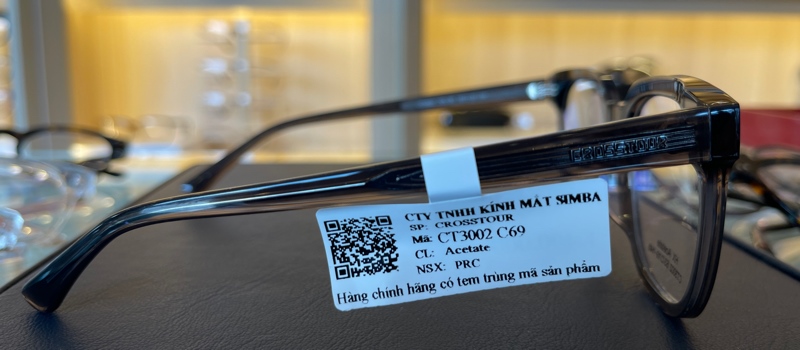 CROSSTOUR
CTY TNHH KÍNH MẮT SIMBA
SP: CROSSTOUR
Mã: CT3002 C69
CL: Acetate
NSX: PRC
Hàng chính hãng có tem trùng mã sản phẩm